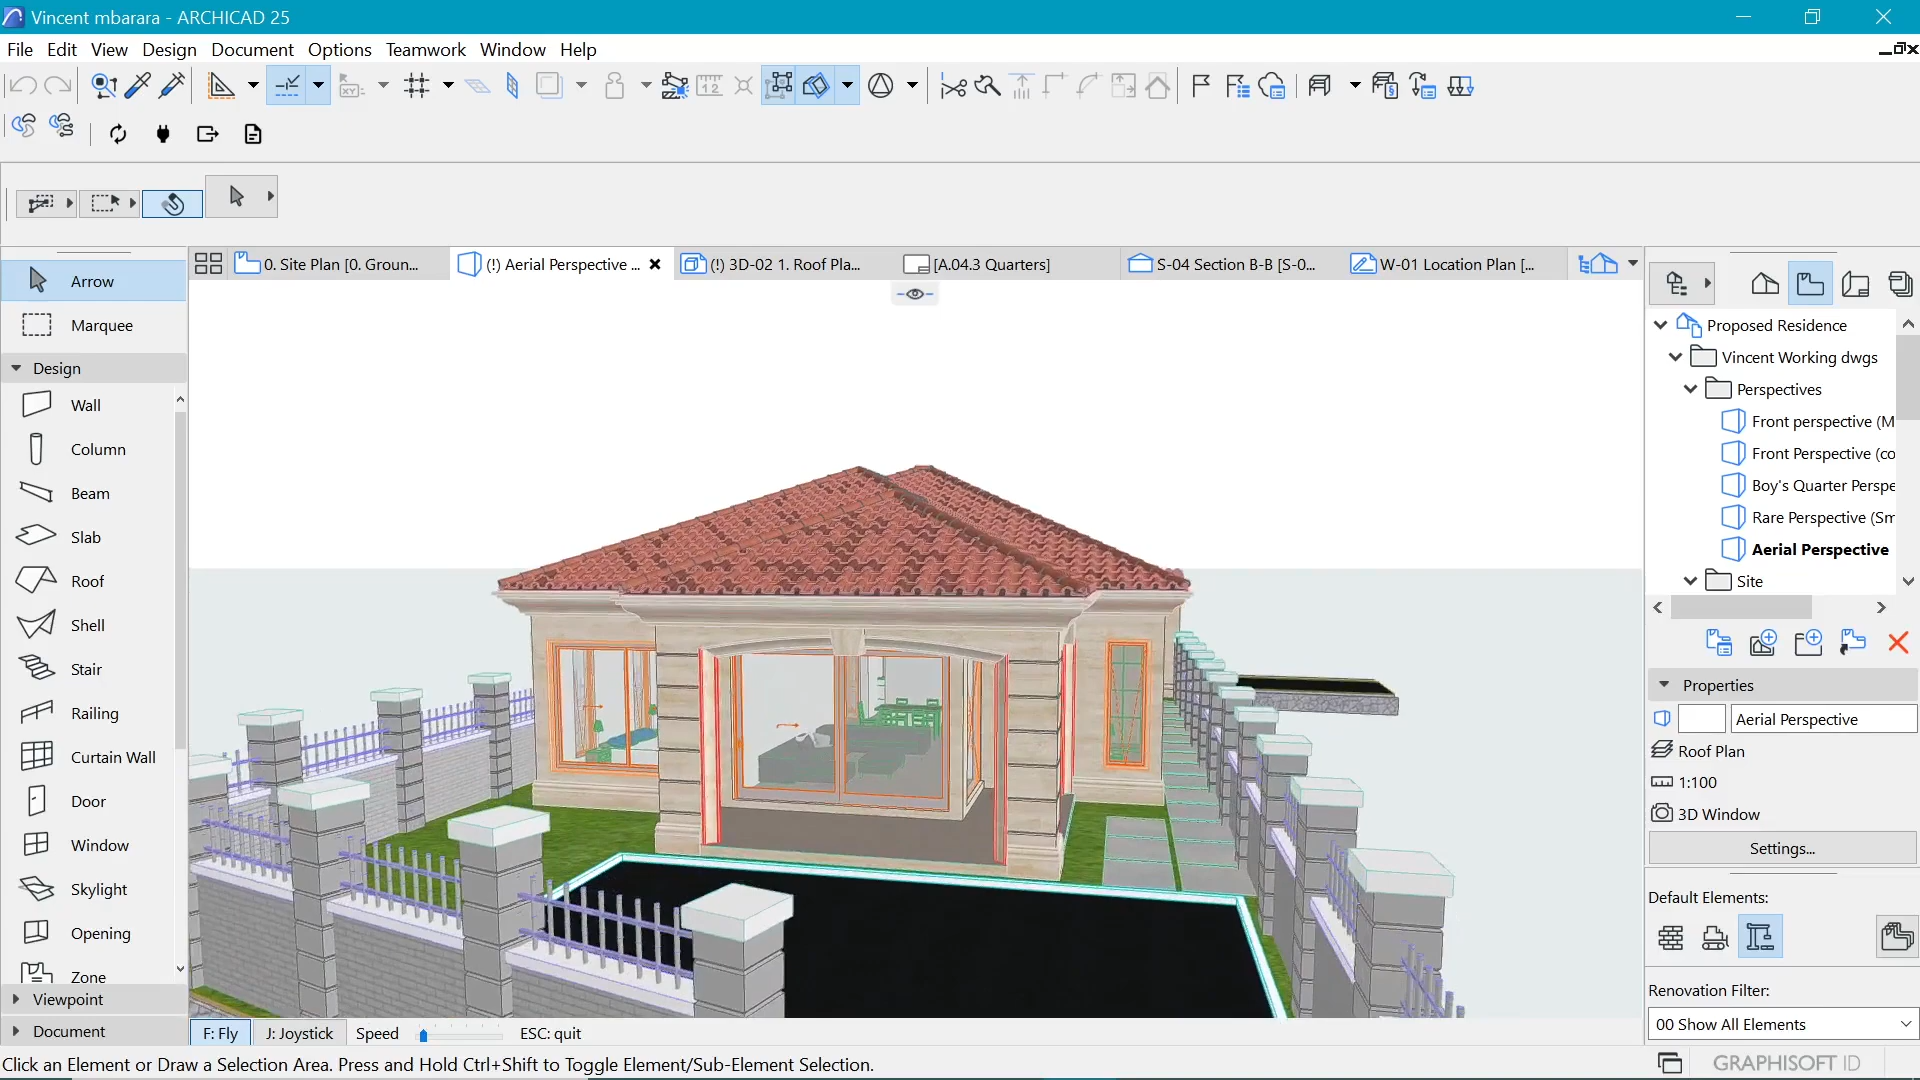 Vincent mbarara - ARCHICAD 25
File Edit View Design Document Options Teamwork Window Help
0. Site Plan [0. Groun...
(!) Aerial Perspective ...
(!) 3D-02 1. Roof Pla...
[A.04.3 Quarters]
S-04 Section B-B [S-0...
W-01 Location Plan [...
Arrow
Marquee
Design
Wall
Column
Beam
Slab
Roof
Shell
Stair
Railing
Curtain Wall
Door
Window
Skylight
Opening
Zone
Viewpoint
Document
Proposed Residence
Vincent Working dwgs
Perspectives
Front perspective (M
Front Perspective (co
Boy's Quarter Perspe
Rare Perspective (Sm
Aerial Perspective
Site
Properties
Aerial Perspective
Roof Plan
1:100
3D Window
Settings...
Default Elements:
Renovation Filter:
00 Show All Elements
F: Fly J: Joystick Speed ESC: quit
Click an Element or Draw a Selection Area. Press and Hold Ctrl+Shift to Toggle Element/Sub-Element Selection.
GRAPHISOFT ID